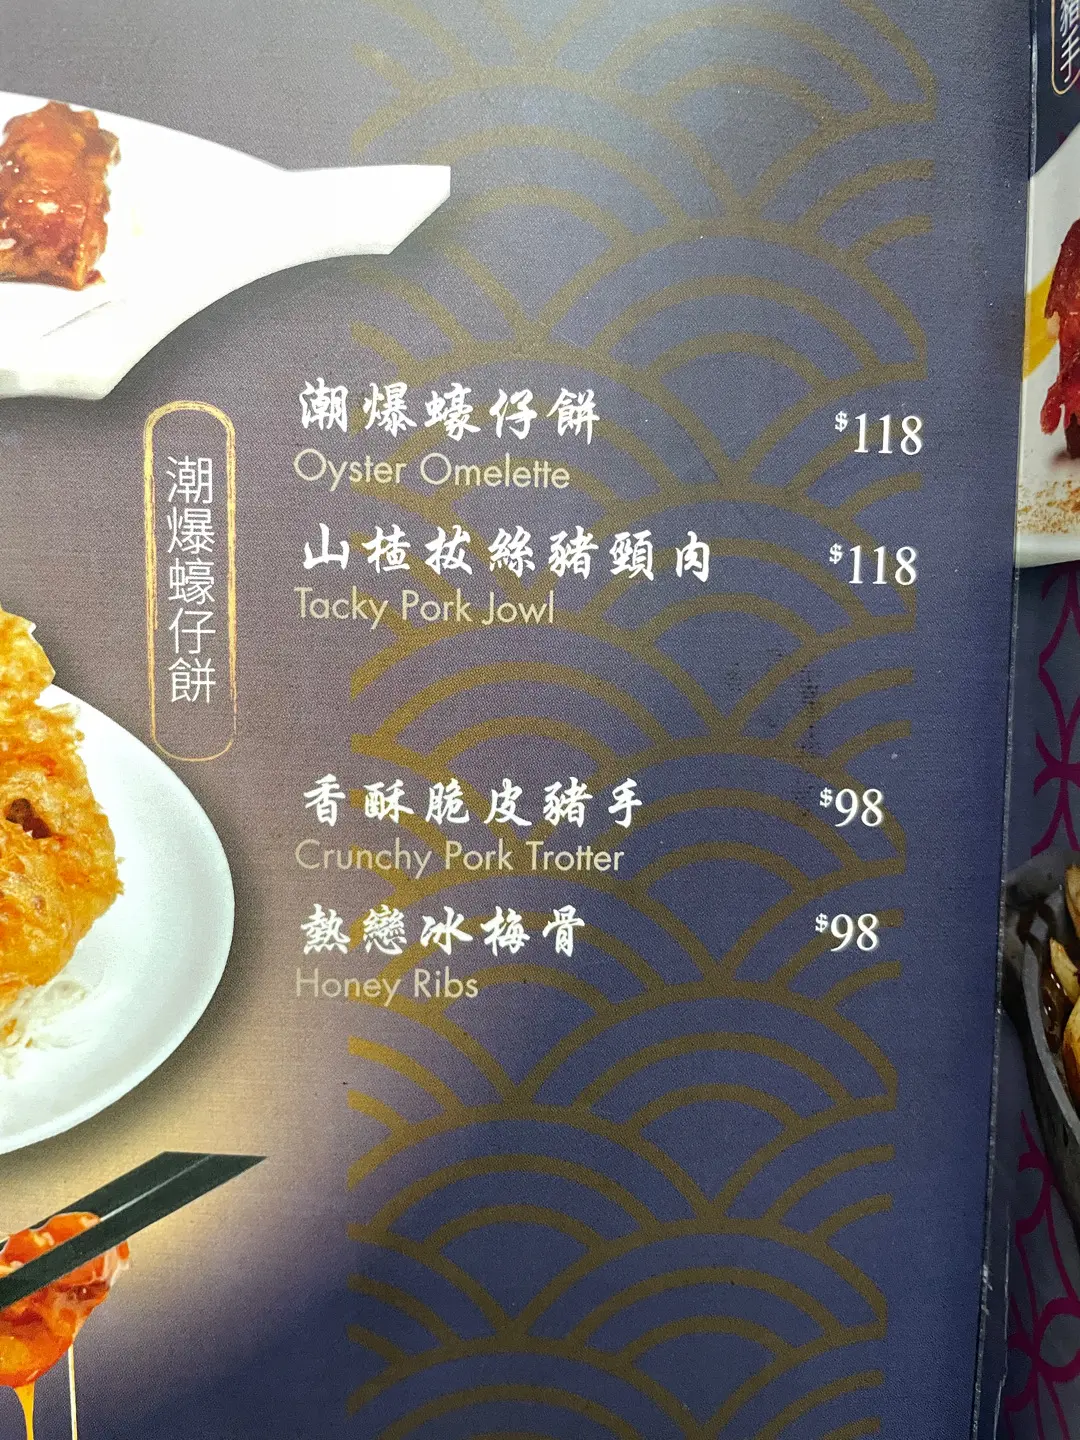 潮爆蠔仔餅
潮爆蠔仔餅 $118
Oyster Omelette
山楂拔絲豬頸肉 $118
Tacky Pork Jowl
香酥脆皮豬手 $98
Crunchy Pork Trotter
熱戀冰梅骨 $98
Honey Ribs
豬手